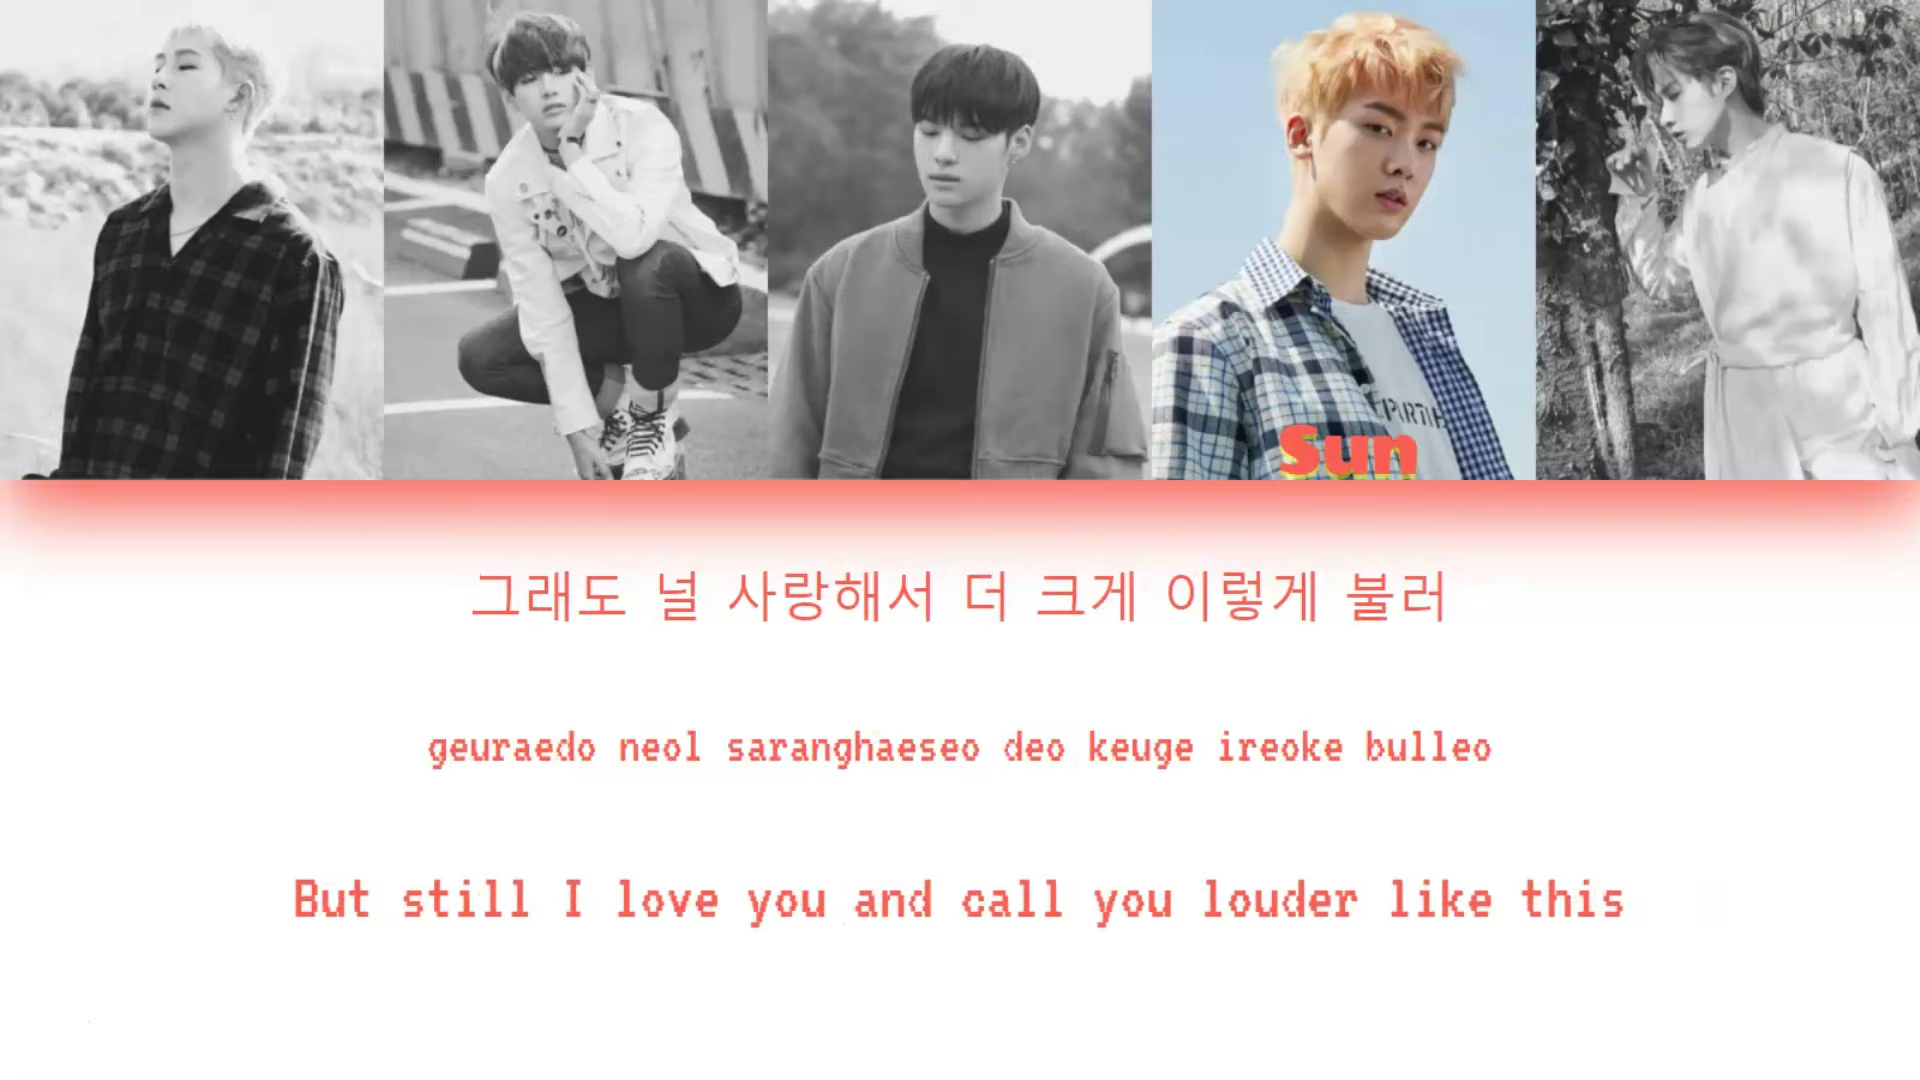 PARTI
Sun
그래도 널 사랑해서 더 크게 이렇게 불러
geuraedo neol saranghaeseo deo keuge ireoke bulleo
But still I love you and call you louder like this